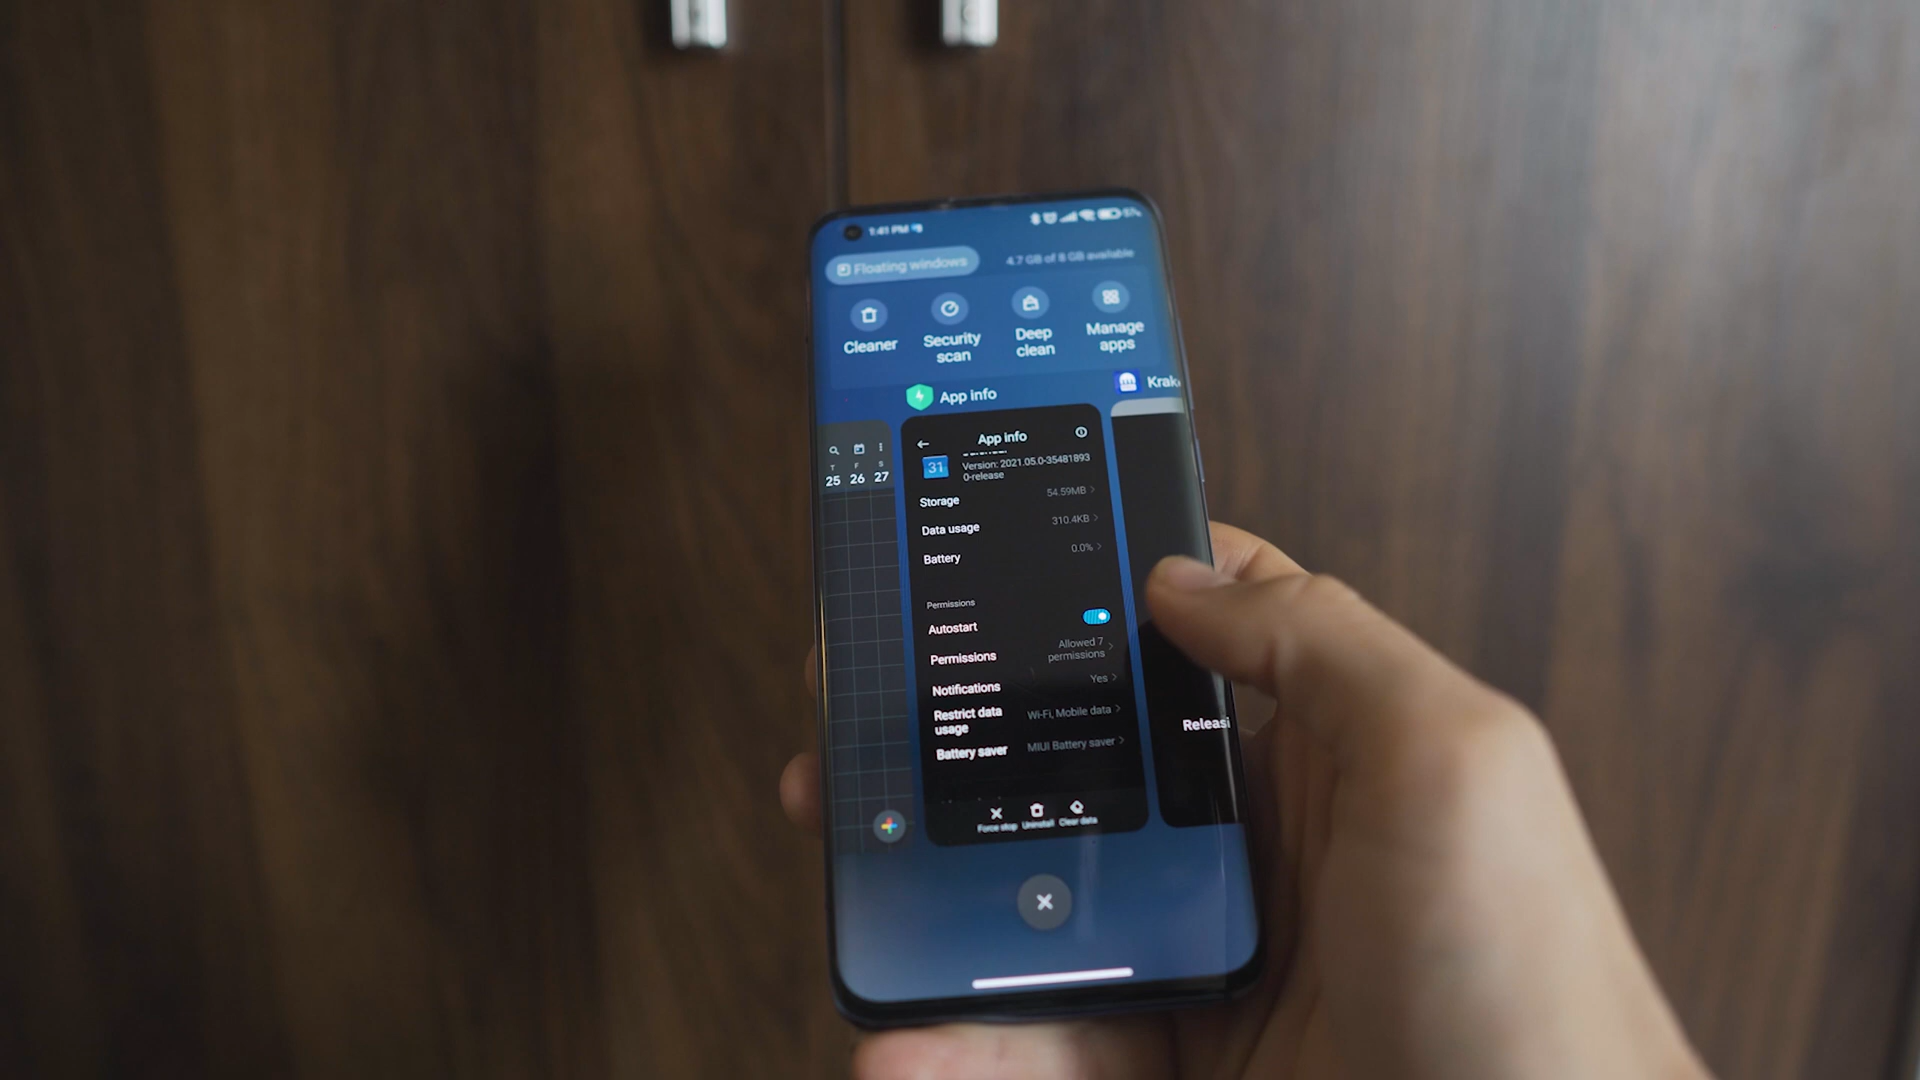 1:41 PM
57%
Floating windows
4.7 GB of 8 GB available
Cleaner
Security
scan
Deep
clean
Manage
apps
App info
Krak
T F S
25 26 27
App info
31
Version: 2021.05.0-35481893
0-release
Storage 54.59MB
Data usage 310.4KB
Battery 0.0%
Permissions
Autostart
Permissions Allowed 7
permissions
Notifications Yes
Restrict data
usage Wi-Fi, Mobile data
Battery saver MIUI Battery saver
Force stop Uninstall Clear data
Releasi